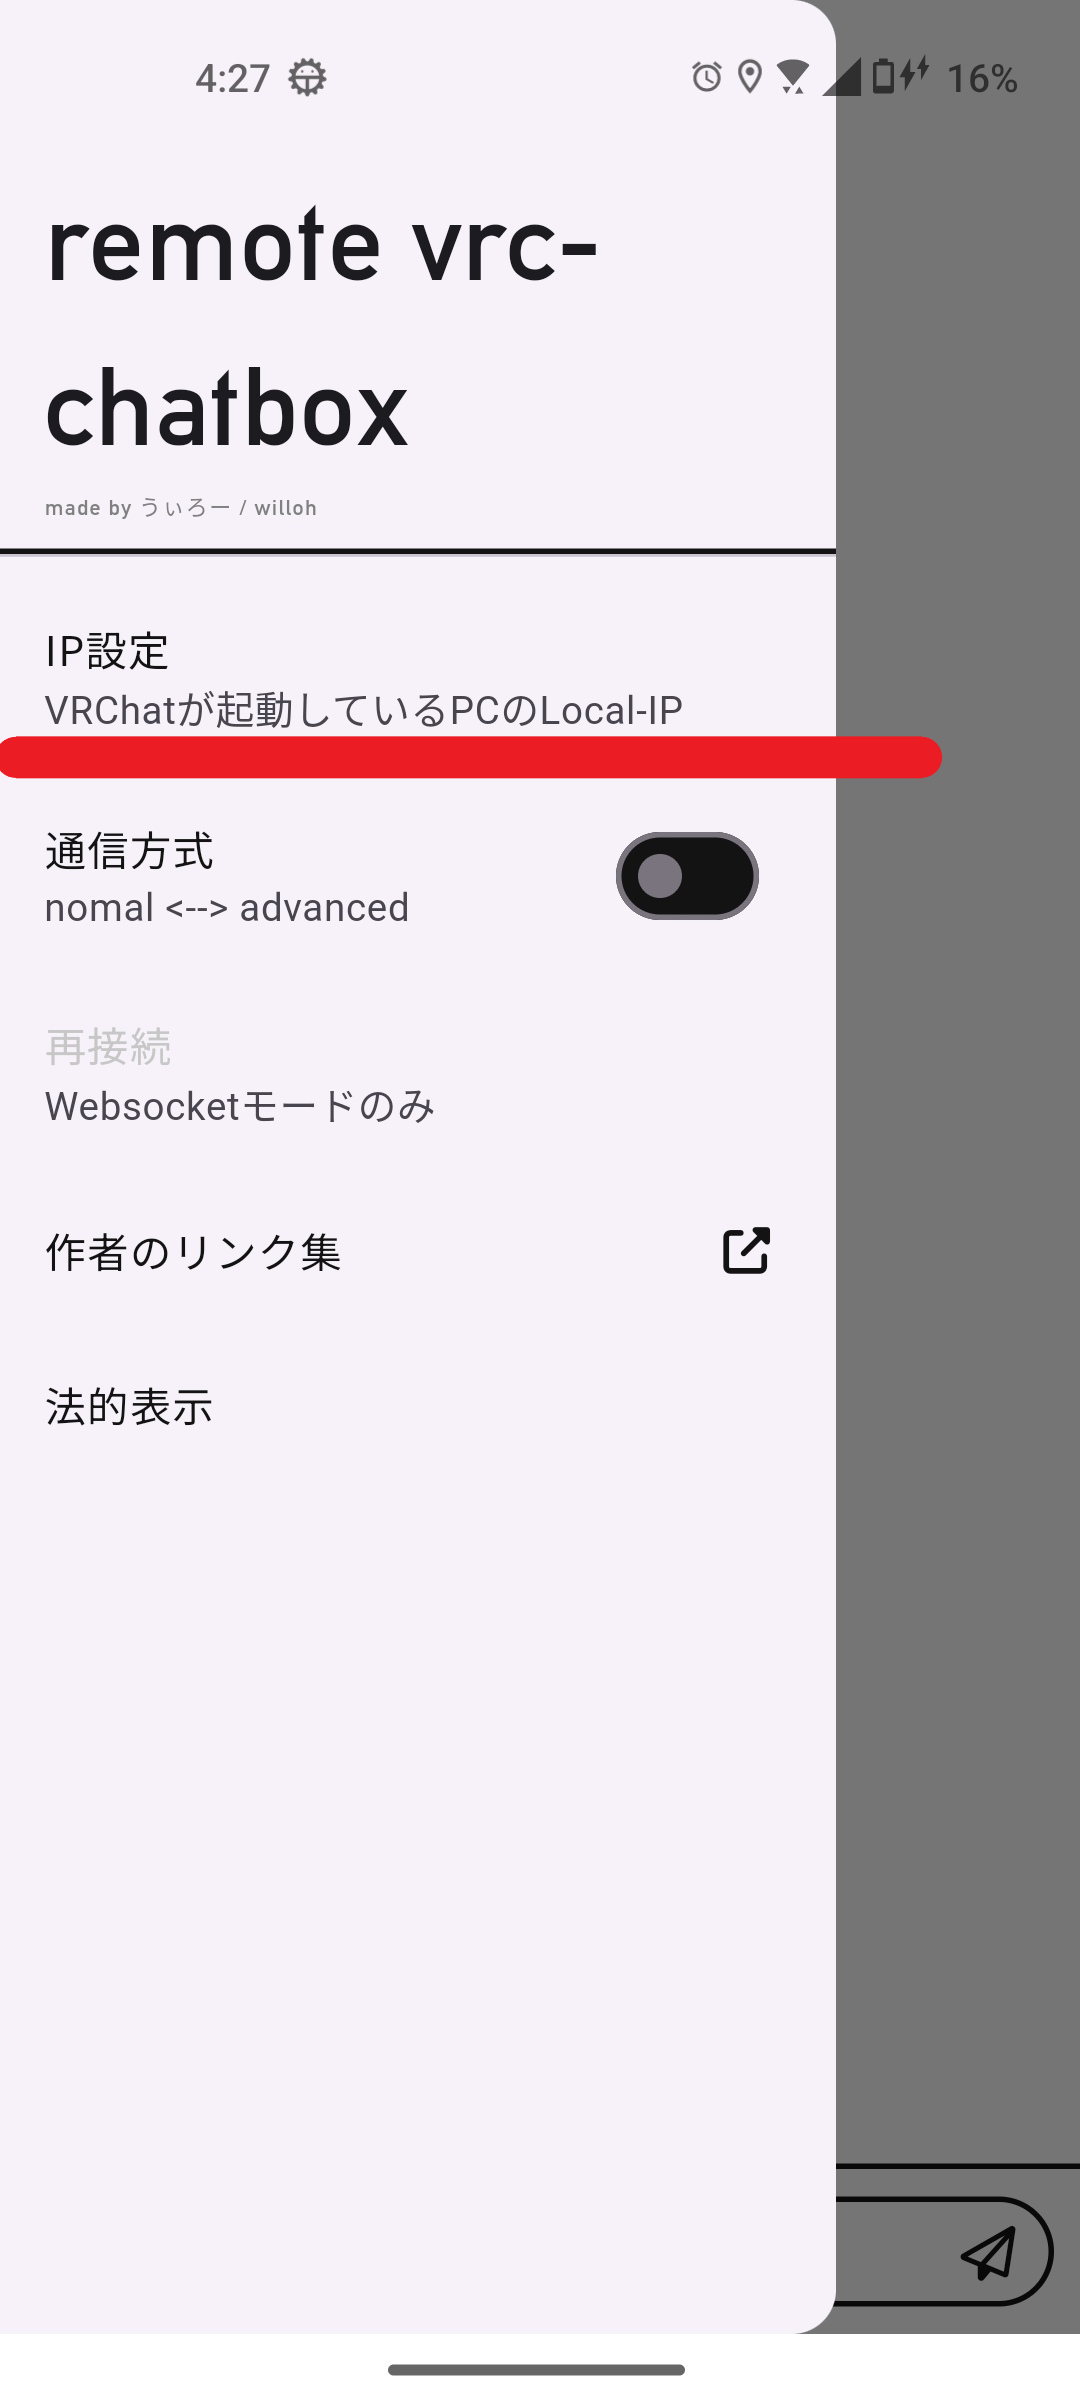 4:27 16%
remote vrc-
chatbox
made by うぃろー / willoh
IP設定
VRChatが起動しているPCのLocal-IP
通信方式
nomal <--> advanced
再接続
Websocketモードのみ
作者のリンク集
法的表示